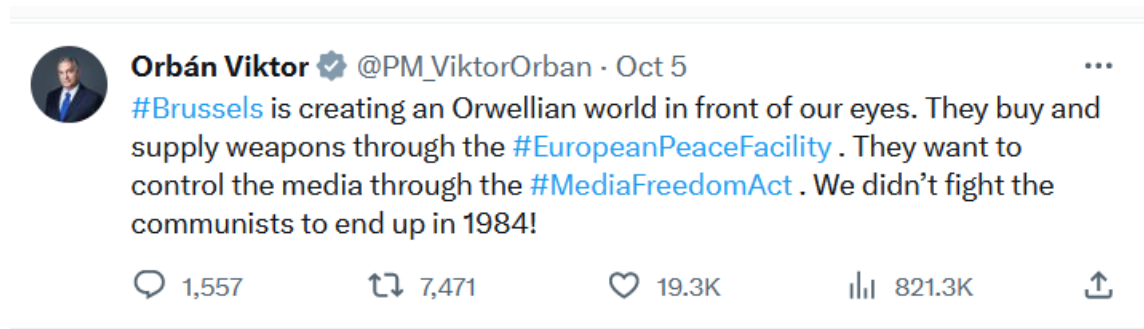 Orbán Viktor @PM_ViktorOrban · Oct 5
#Brussels is creating an Orwellian world in front of our eyes. They buy and
supply weapons through the #EuropeanPeaceFacility . They want to
control the media through the #MediaFreedomAct . We didn’t fight the
communists to end up in 1984!
1,557 7,471 19.3K 821.3K